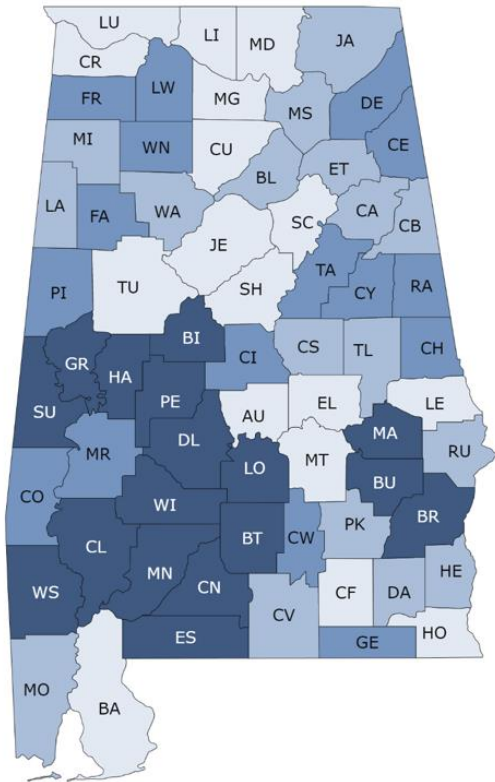 LU
LI
MD
JA
CR
FR
LW
MG
MS
DE
CE
MI
WN
CU
BL
ET
LA
FA
WA
JE
SC
CA
CB
PI
TU
SH
TA
CY
RA
GR
HA
BI
CI
CS
TL
CH
SU
PE
AU
EL
LE
MR
DL
LO
MT
MA
RU
CO
WI
BT
CW
BU
PK
BR
CL
WS
MN
CN
CV
CF
DA
HE
ES
GE
HO
MO
BA